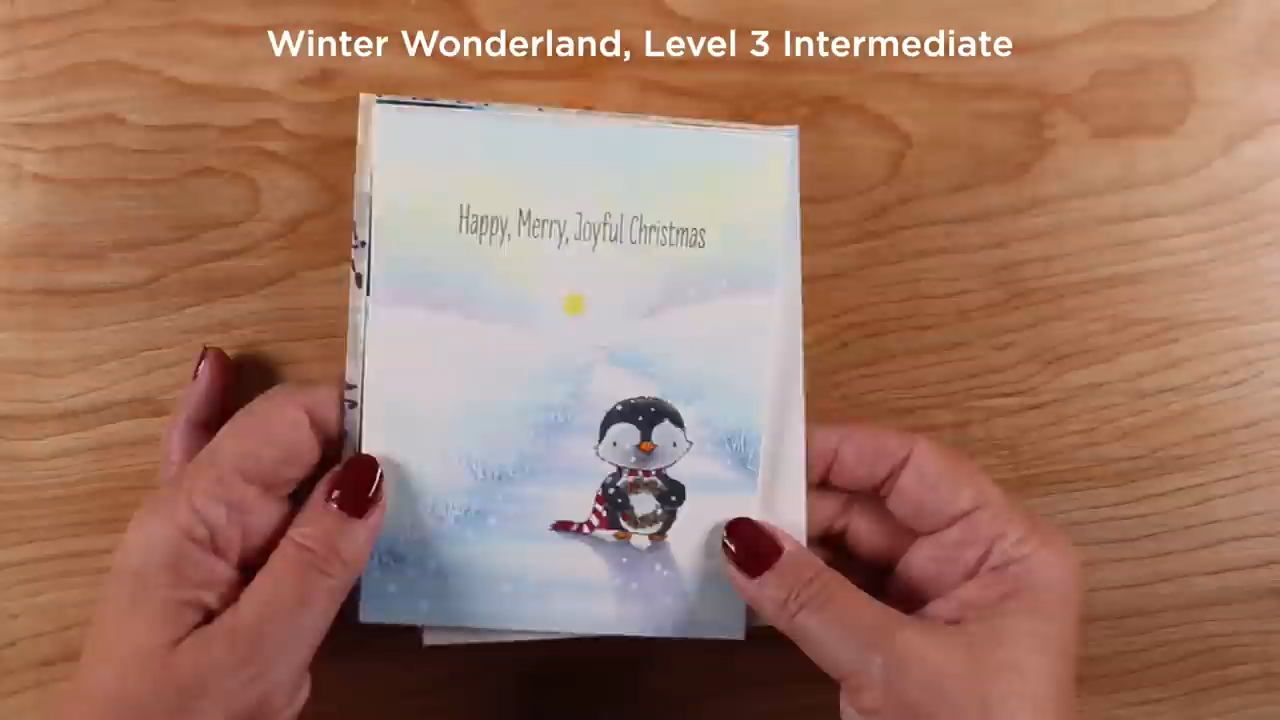 Winter Wonderland, Level 3 Intermediate
Happy, Merry, Joyful Christmas